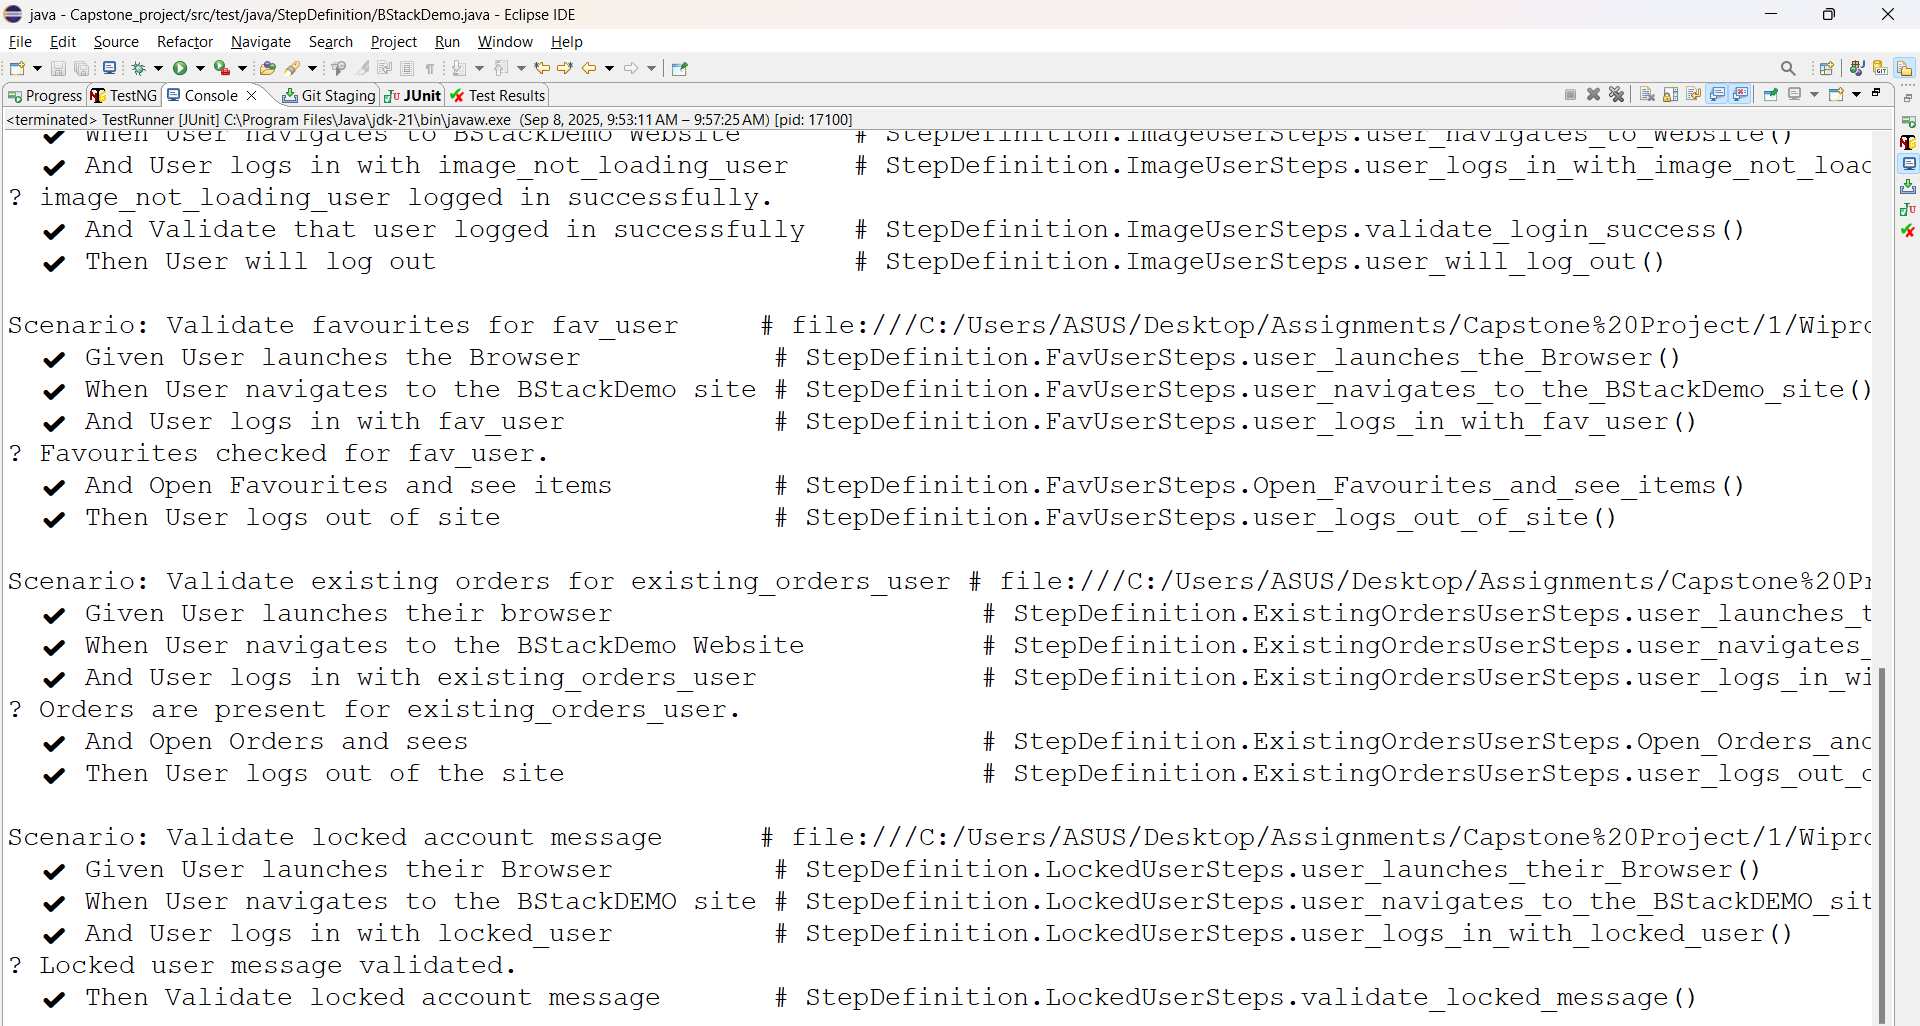 java - Capstone_project/src/test/java/StepDefinition/BStackDemo.java - Eclipse IDE
File Edit Source Refactor Navigate Search Project Run Window Help
Progress TestNG Console Git Staging JUnit Test Results
<terminated> TestRunner [JUnit] C:\Program Files\Java\jdk-21\bin\javaw.exe (Sep 8, 2025, 9:53:11 AM – 9:57:25 AM) [pid: 17100]
✔ When User navigates to BStackDemo Website # StepDefinition.ImageUserSteps.user_navigates_to_Website()
✔ And User logs in with image_not_loading_user # StepDefinition.ImageUserSteps.user_logs_in_with_image_not_loac
? image_not_loading_user logged in successfully.
✔ And Validate that user logged in successfully # StepDefinition.ImageUserSteps.validate_login_success()
✔ Then User will log out # StepDefinition.ImageUserSteps.user_will_log_out()
Scenario: Validate favourites for fav_user # file:///C:/Users/ASUS/Desktop/Assignments/Capstone%20Project/1/Wipro
✔ Given User launches the Browser # StepDefinition.FavUserSteps.user_launches_the_Browser()
✔ When User navigates to the BStackDemo site # StepDefinition.FavUserSteps.user_navigates_to_the_BStackDemo_site()
✔ And User logs in with fav_user # StepDefinition.FavUserSteps.user_logs_in_with_fav_user()
? Favourites checked for fav_user.
✔ And Open Favourites and see items # StepDefinition.FavUserSteps.Open_Favourites_and_see_items()
✔ Then User logs out of site # StepDefinition.FavUserSteps.user_logs_out_of_site()
Scenario: Validate existing orders for existing_orders_user # file:///C:/Users/ASUS/Desktop/Assignments/Capstone%20Pr
✔ Given User launches their browser # StepDefinition.ExistingOrdersUserSteps.user_launches_t
✔ When User navigates to the BStackDemo Website # StepDefinition.ExistingOrdersUserSteps.user_navigates_
✔ And User logs in with existing_orders_user # StepDefinition.ExistingOrdersUserSteps.user_logs_in_wi
? Orders are present for existing_orders_user.
✔ And Open Orders and sees # StepDefinition.ExistingOrdersUserSteps.Open_Orders_and
✔ Then User logs out of the site # StepDefinition.ExistingOrdersUserSteps.user_logs_out_o
Scenario: Validate locked account message # file:///C:/Users/ASUS/Desktop/Assignments/Capstone%20Project/1/Wipro
✔ Given User launches their Browser # StepDefinition.LockedUserSteps.user_launches_their_Browser()
✔ When User navigates to the BStackDEMO site # StepDefinition.LockedUserSteps.user_navigates_to_the_BStackDEMO_sit
✔ And User logs in with locked_user # StepDefinition.LockedUserSteps.user_logs_in_with_locked_user()
? Locked user message validated.
✔ Then Validate locked account message # StepDefinition.LockedUserSteps.validate_locked_message()